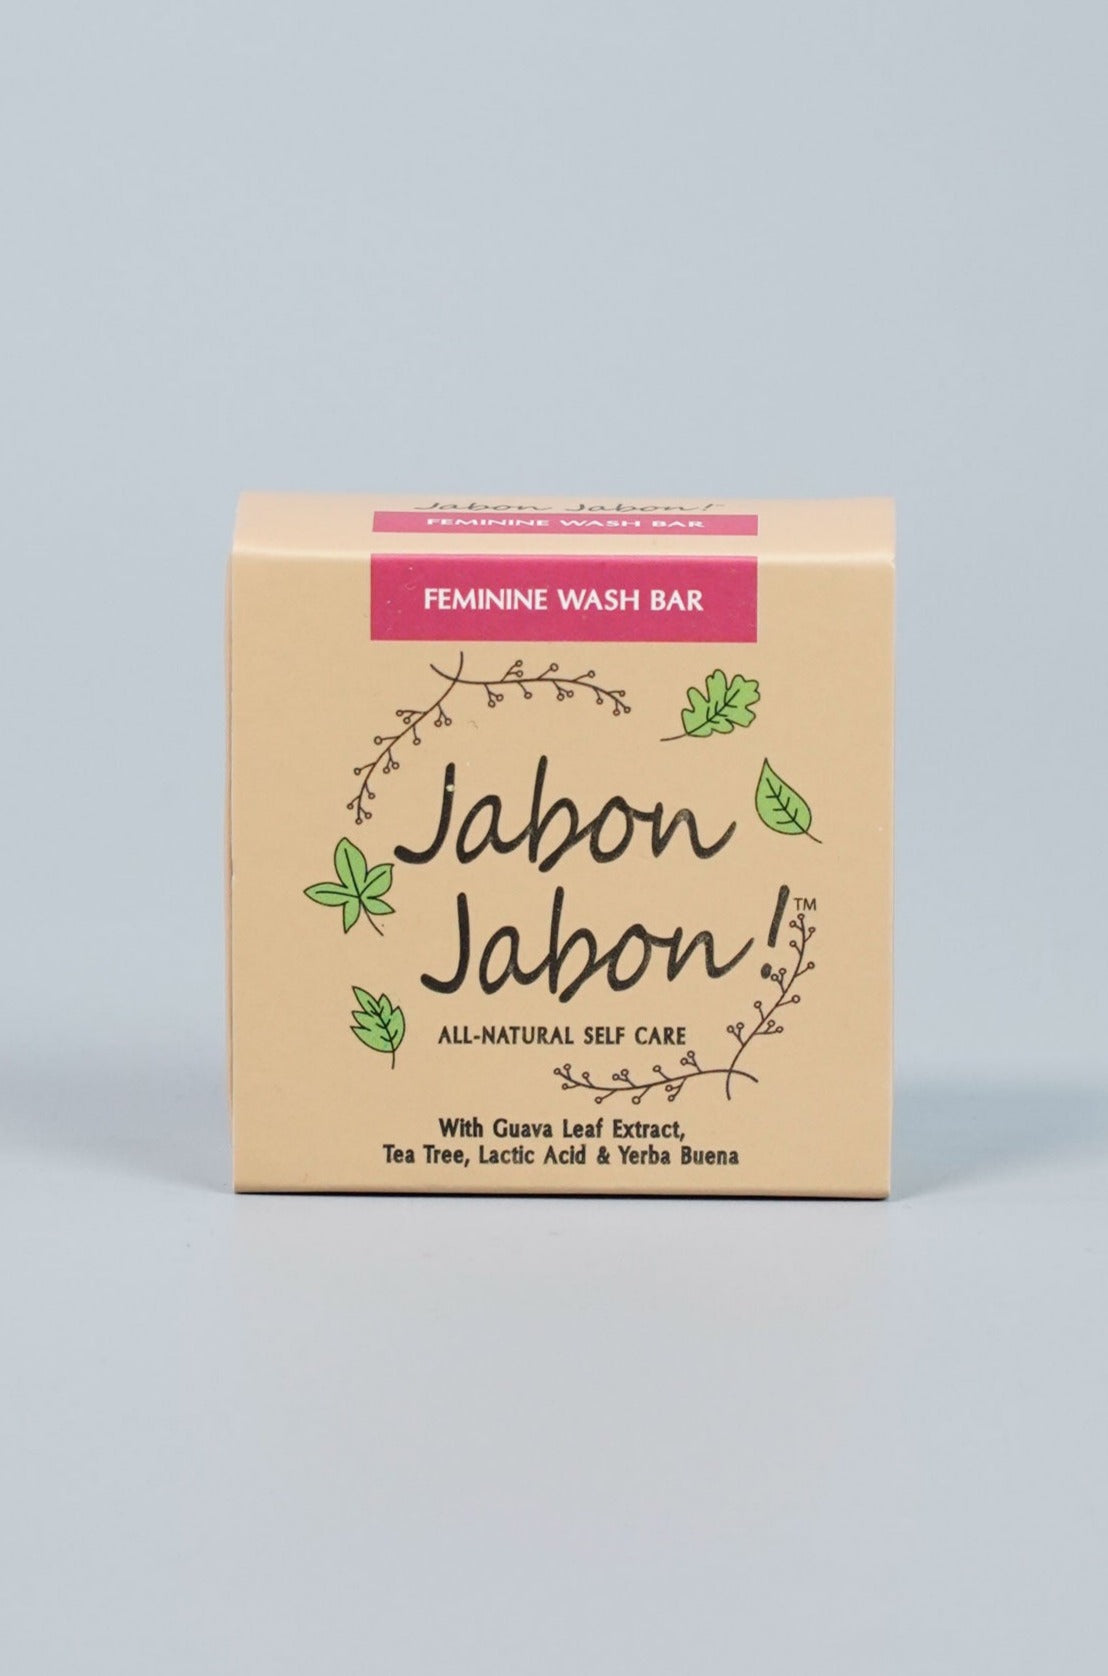 Jabon Jabon!
FEMININE WASH BAR
FEMININE WASH BAR
Jabon
Jabon!™
ALL-NATURAL SELF CARE
With Guava Leaf Extract,
Tea Tree, Lactic Acid & Yerba Buena